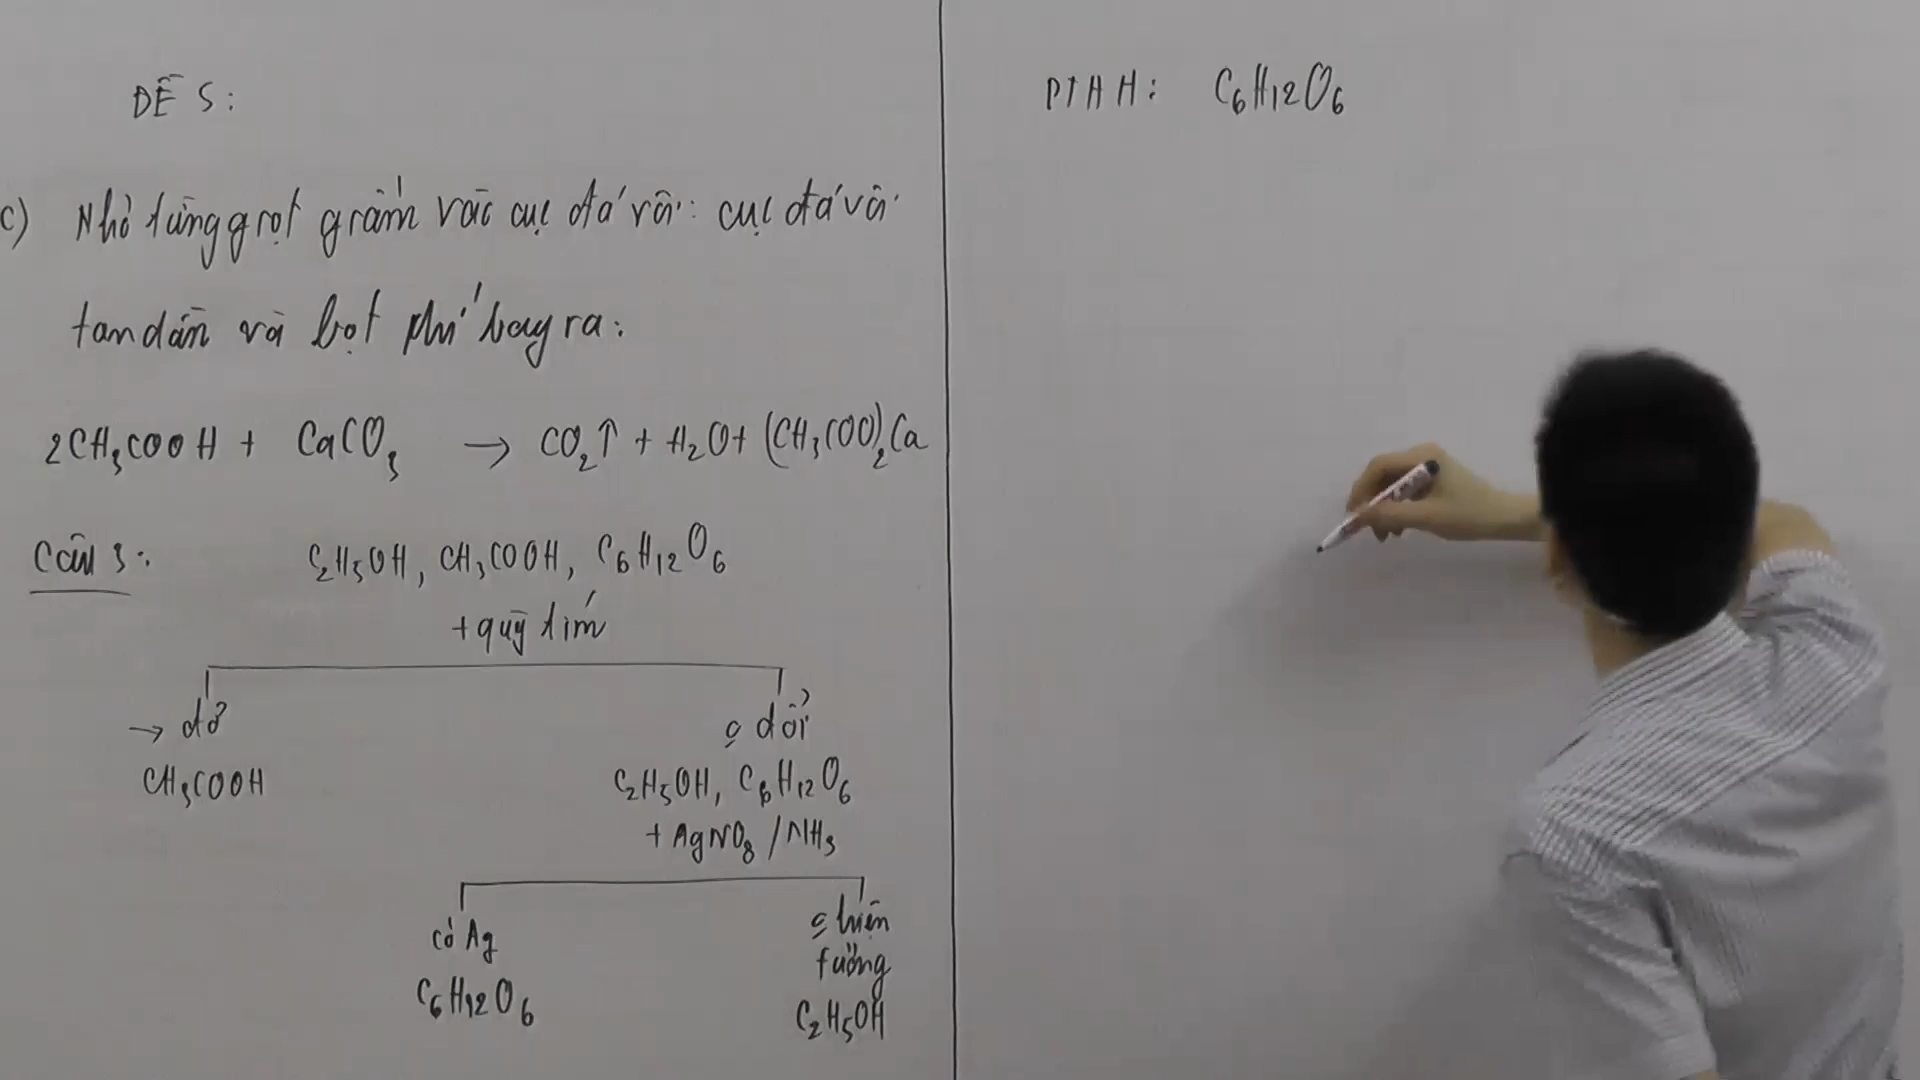 ĐỀ 5:
c) Nhỏ từng giọt giấm vào cục đá vôi: cục đá vôi
tan dần và bọt khí bay ra.
2CH₃COOH + CaCO₃ → CO₂↑ + H₂O + (CH₃COO)₂Ca
Câu 3: C₂H₅OH, CH₃COOH, C₆H₁₂O₆
+ quỳ tím
→ đỏ
CH₃COOH
o đổi
C₂H₅OH, C₆H₁₂O₆
+ AgNO₃ / NH₃
có Ag
C₆H₁₂O₆
o hiện
tượng
C₂H₅OH
PTHH: C₆H₁₂O₆